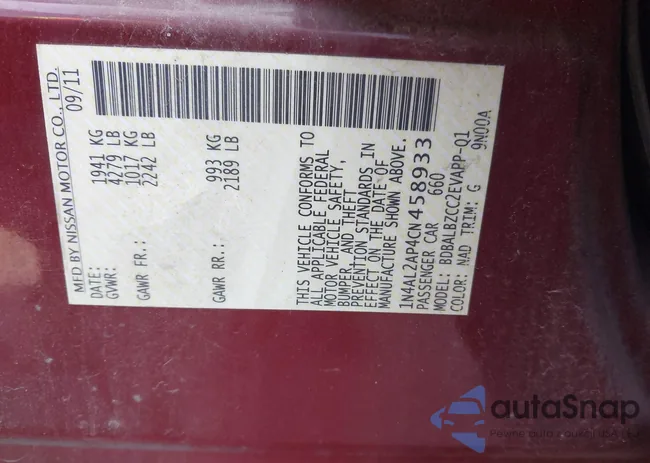 MFD BY NISSAN MOTOR CO., LTD.
DATE: 09/11
GVWR: 1941 KG
4279 LB
GAWR FR.: 1017 KG
2242 LB
GAWR RR.: 993 KG
2189 LB
THIS VEHICLE CONFORMS TO
ALL APPLICABLE FEDERAL
MOTOR VEHICLE SAFETY,
BUMPER, AND THEFT
PREVENTION STANDARDS IN
EFFECT ON THE DATE OF
MANUFACTURE SHOWN ABOVE.
1N4AL2AP4CN458933
PASSENGER CAR 660
MODEL: BDBALBZCC2EVAPP-Q1
COLOR: NAD TRIM: G 9N00A
autaSnap